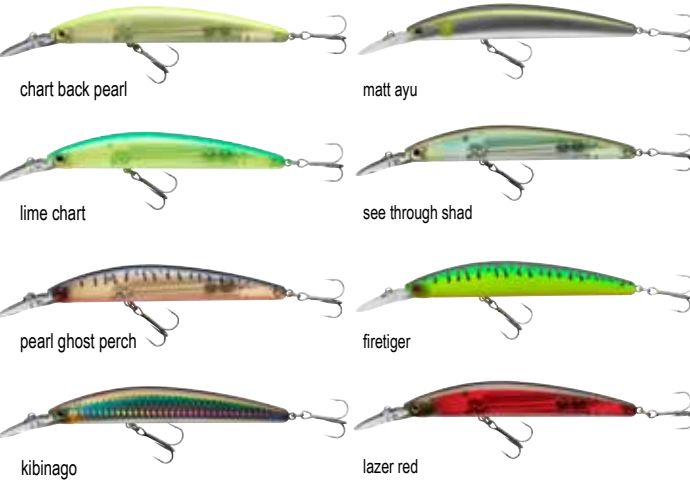 chart back pearl
matt ayu
lime chart
see through shad
pearl ghost perch
firetiger
kibinago
lazer red